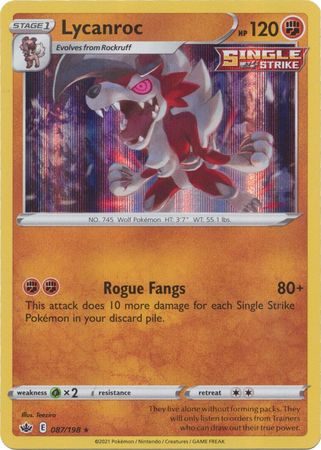 STAGE 1
Lycanroc
HP 120
Evolves from Rockruff
SINGLE
STRIKE
NO. 745 Wolf Pokémon HT: 3'7" WT: 55.1 lbs.
Rogue Fangs 80+
This attack does 10 more damage for each Single Strike
Pokémon in your discard pile.
weakness ×2 resistance retreat
Illus. Teeziro
E 087/198 ★
They live alone without forming packs. They
will only listen to orders from Trainers
who can draw out their true power.
©2021 Pokémon / Nintendo / Creatures / GAME FREAK